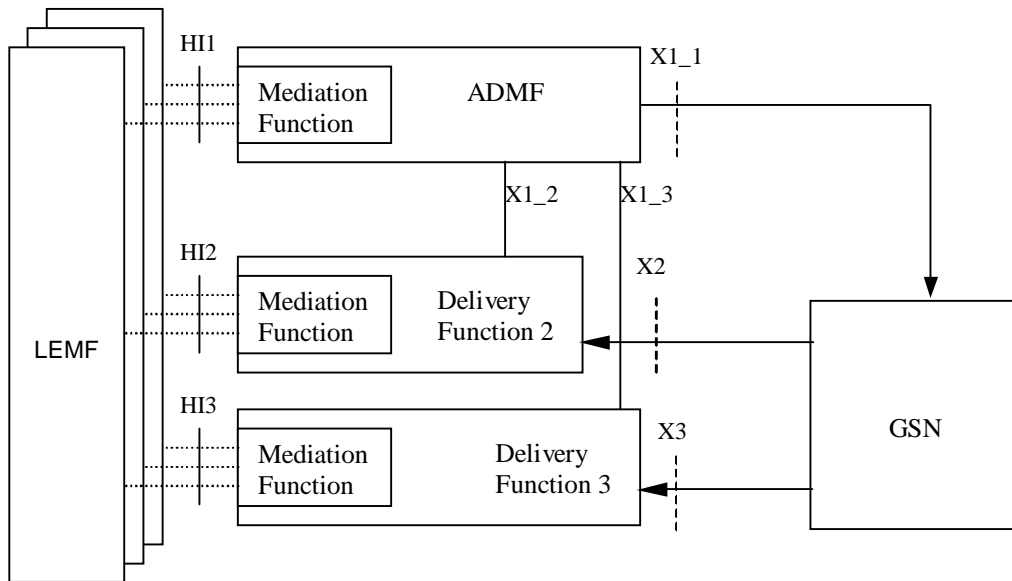 HI1
X1_1
Mediation
Function
ADMF
X1_2
X1_3
HI2
X2
Mediation
Function
Delivery
Function 2
LEMF
HI3
X3
GSN
Mediation
Function
Delivery
Function 3